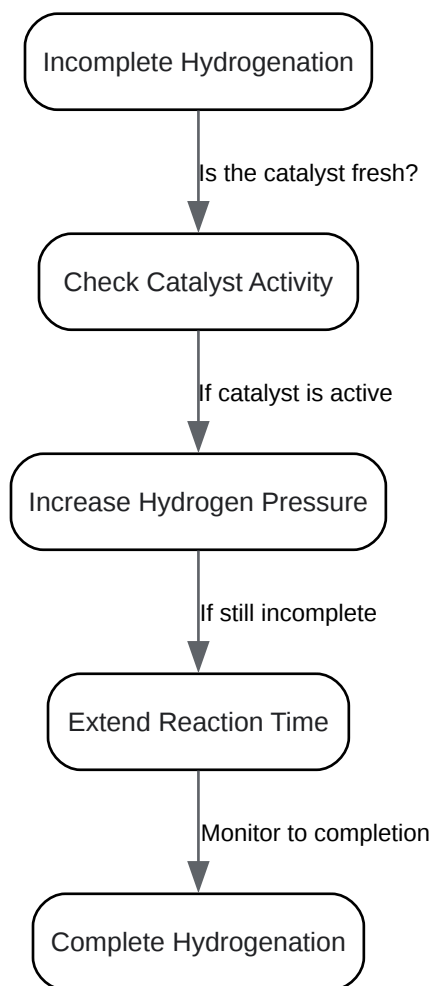 Incomplete Hydrogenation
Is the catalyst fresh?
Check Catalyst Activity
If catalyst is active
Increase Hydrogen Pressure
If still incomplete
Extend Reaction Time
Monitor to completion
Complete Hydrogenation